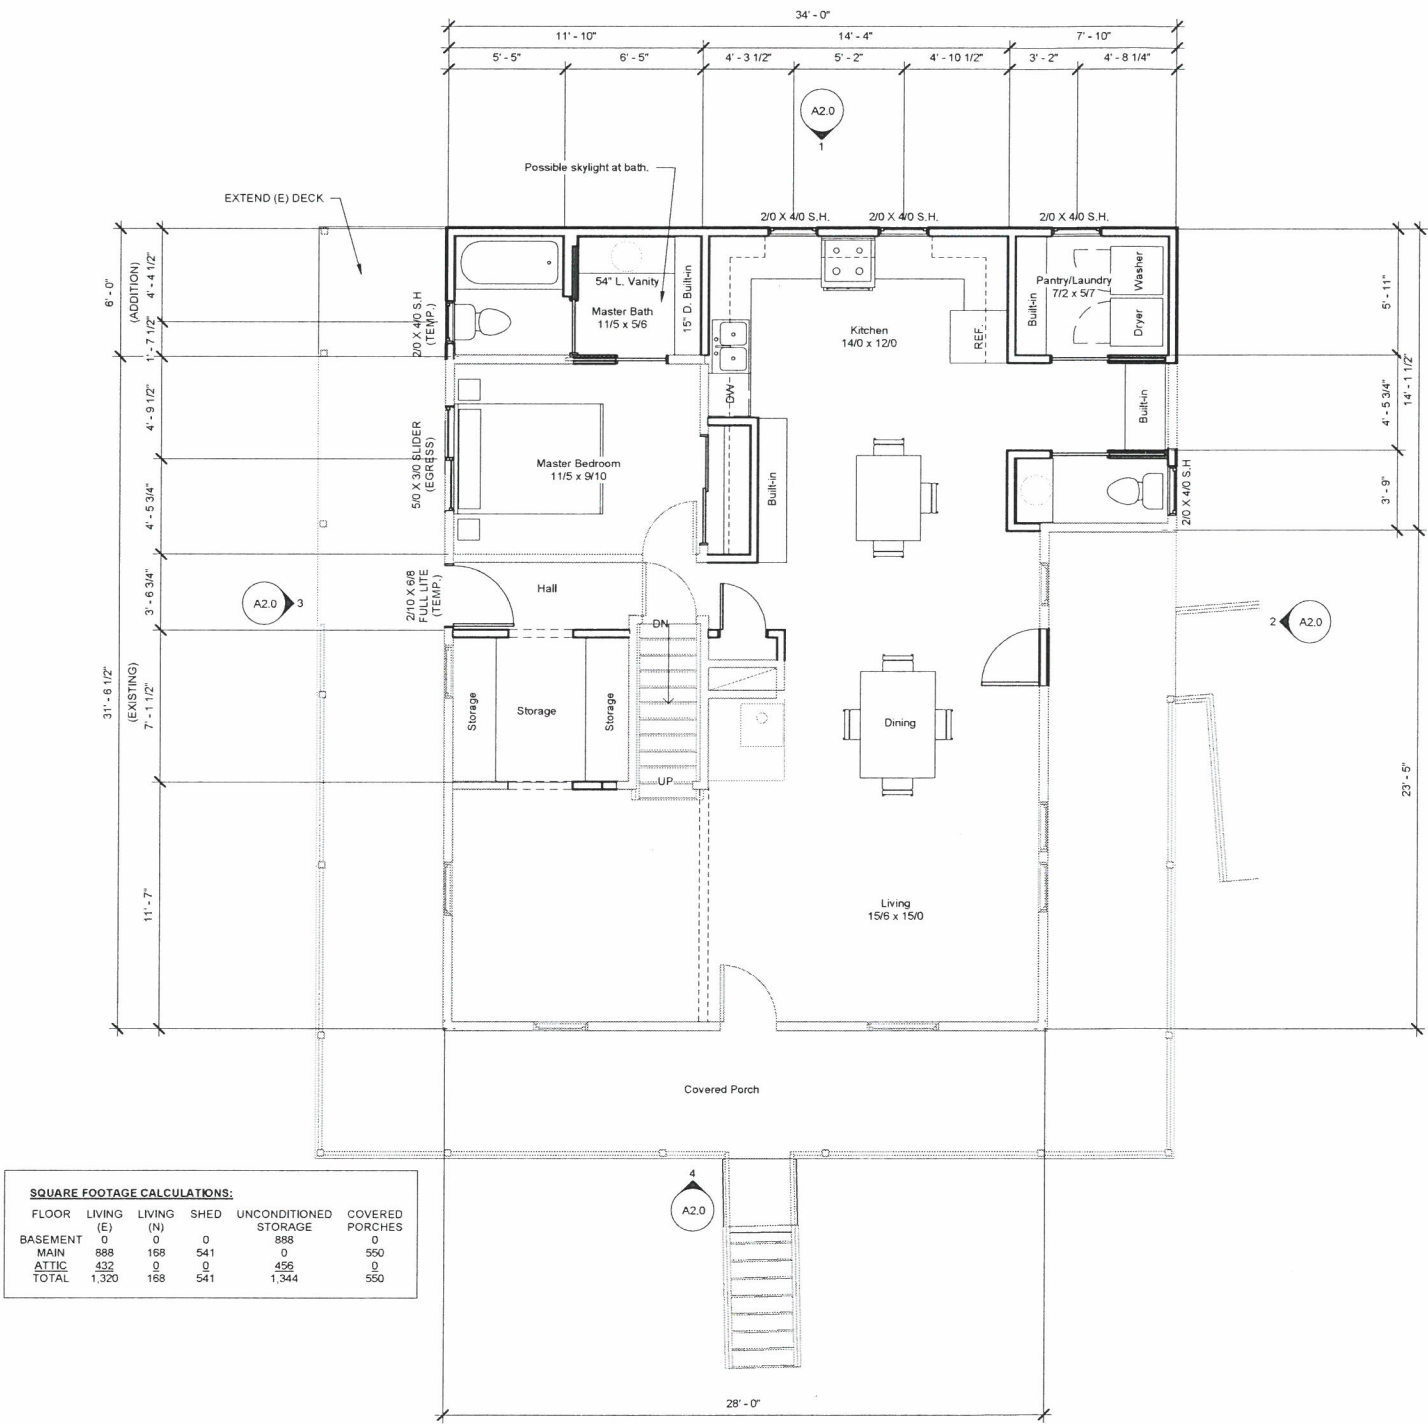 34' - 0"
11' - 10"
14' - 4"
7' - 10"
5' - 5"
6' - 5"
4' - 3 1/2"
5' - 2"
4' - 10 1/2"
3' - 2"
4' - 8 1/4"
A2.0
1
Possible skylight at bath.
EXTEND (E) DECK
2/0 X 4/0 S.H.
2/0 X 4/0 S.H.
2/0 X 4/0 S.H.
6' - 0"
(ADDITION)
4' - 4 1/2"
1' - 7 1/2"
2/0 X 4/0 S.H
(TEMP.)
54" L. Vanity
Master Bath
11/5 x 5/6
15" D. Built-in
Kitchen
14/0 x 12/0
REF.
Built-in
Pantry/Laundry
7/2 x 5/7
Washer
Dryer
5' - 11"
14' - 1 1/2"
4' - 9 1/2"
5/0 X 3/0 SLIDER
(EGRESS)
Master Bedroom
11/5 x 9/10
DW
Built-in
Built-in
4' - 5 3/4"
2/0 X 4/0 S.H
3' - 9"
4' - 5 3/4"
3' - 6 3/4"
A2.0
3
2/10 X 6/8
FULL LITE
(TEMP.)
Hall
DN
2
A2.0
31' - 6 1/2"
(EXISTING)
7' - 1 1/2"
Storage
Storage
Storage
UP
Dining
23' - 5"
11' - 7"
Living
15/6 x 15/0
Covered Porch
4
A2.0
SQUARE FOOTAGE CALCULATIONS:
FLOOR LIVING LIVING SHED UNCONDITIONED COVERED
(E) (N) STORAGE PORCHES
BASEMENT 0 0 0 888 0
MAIN 888 168 541 0 550
ATTIC 432 0 0 456 0
TOTAL 1,320 168 541 1,344 550
28' - 0"